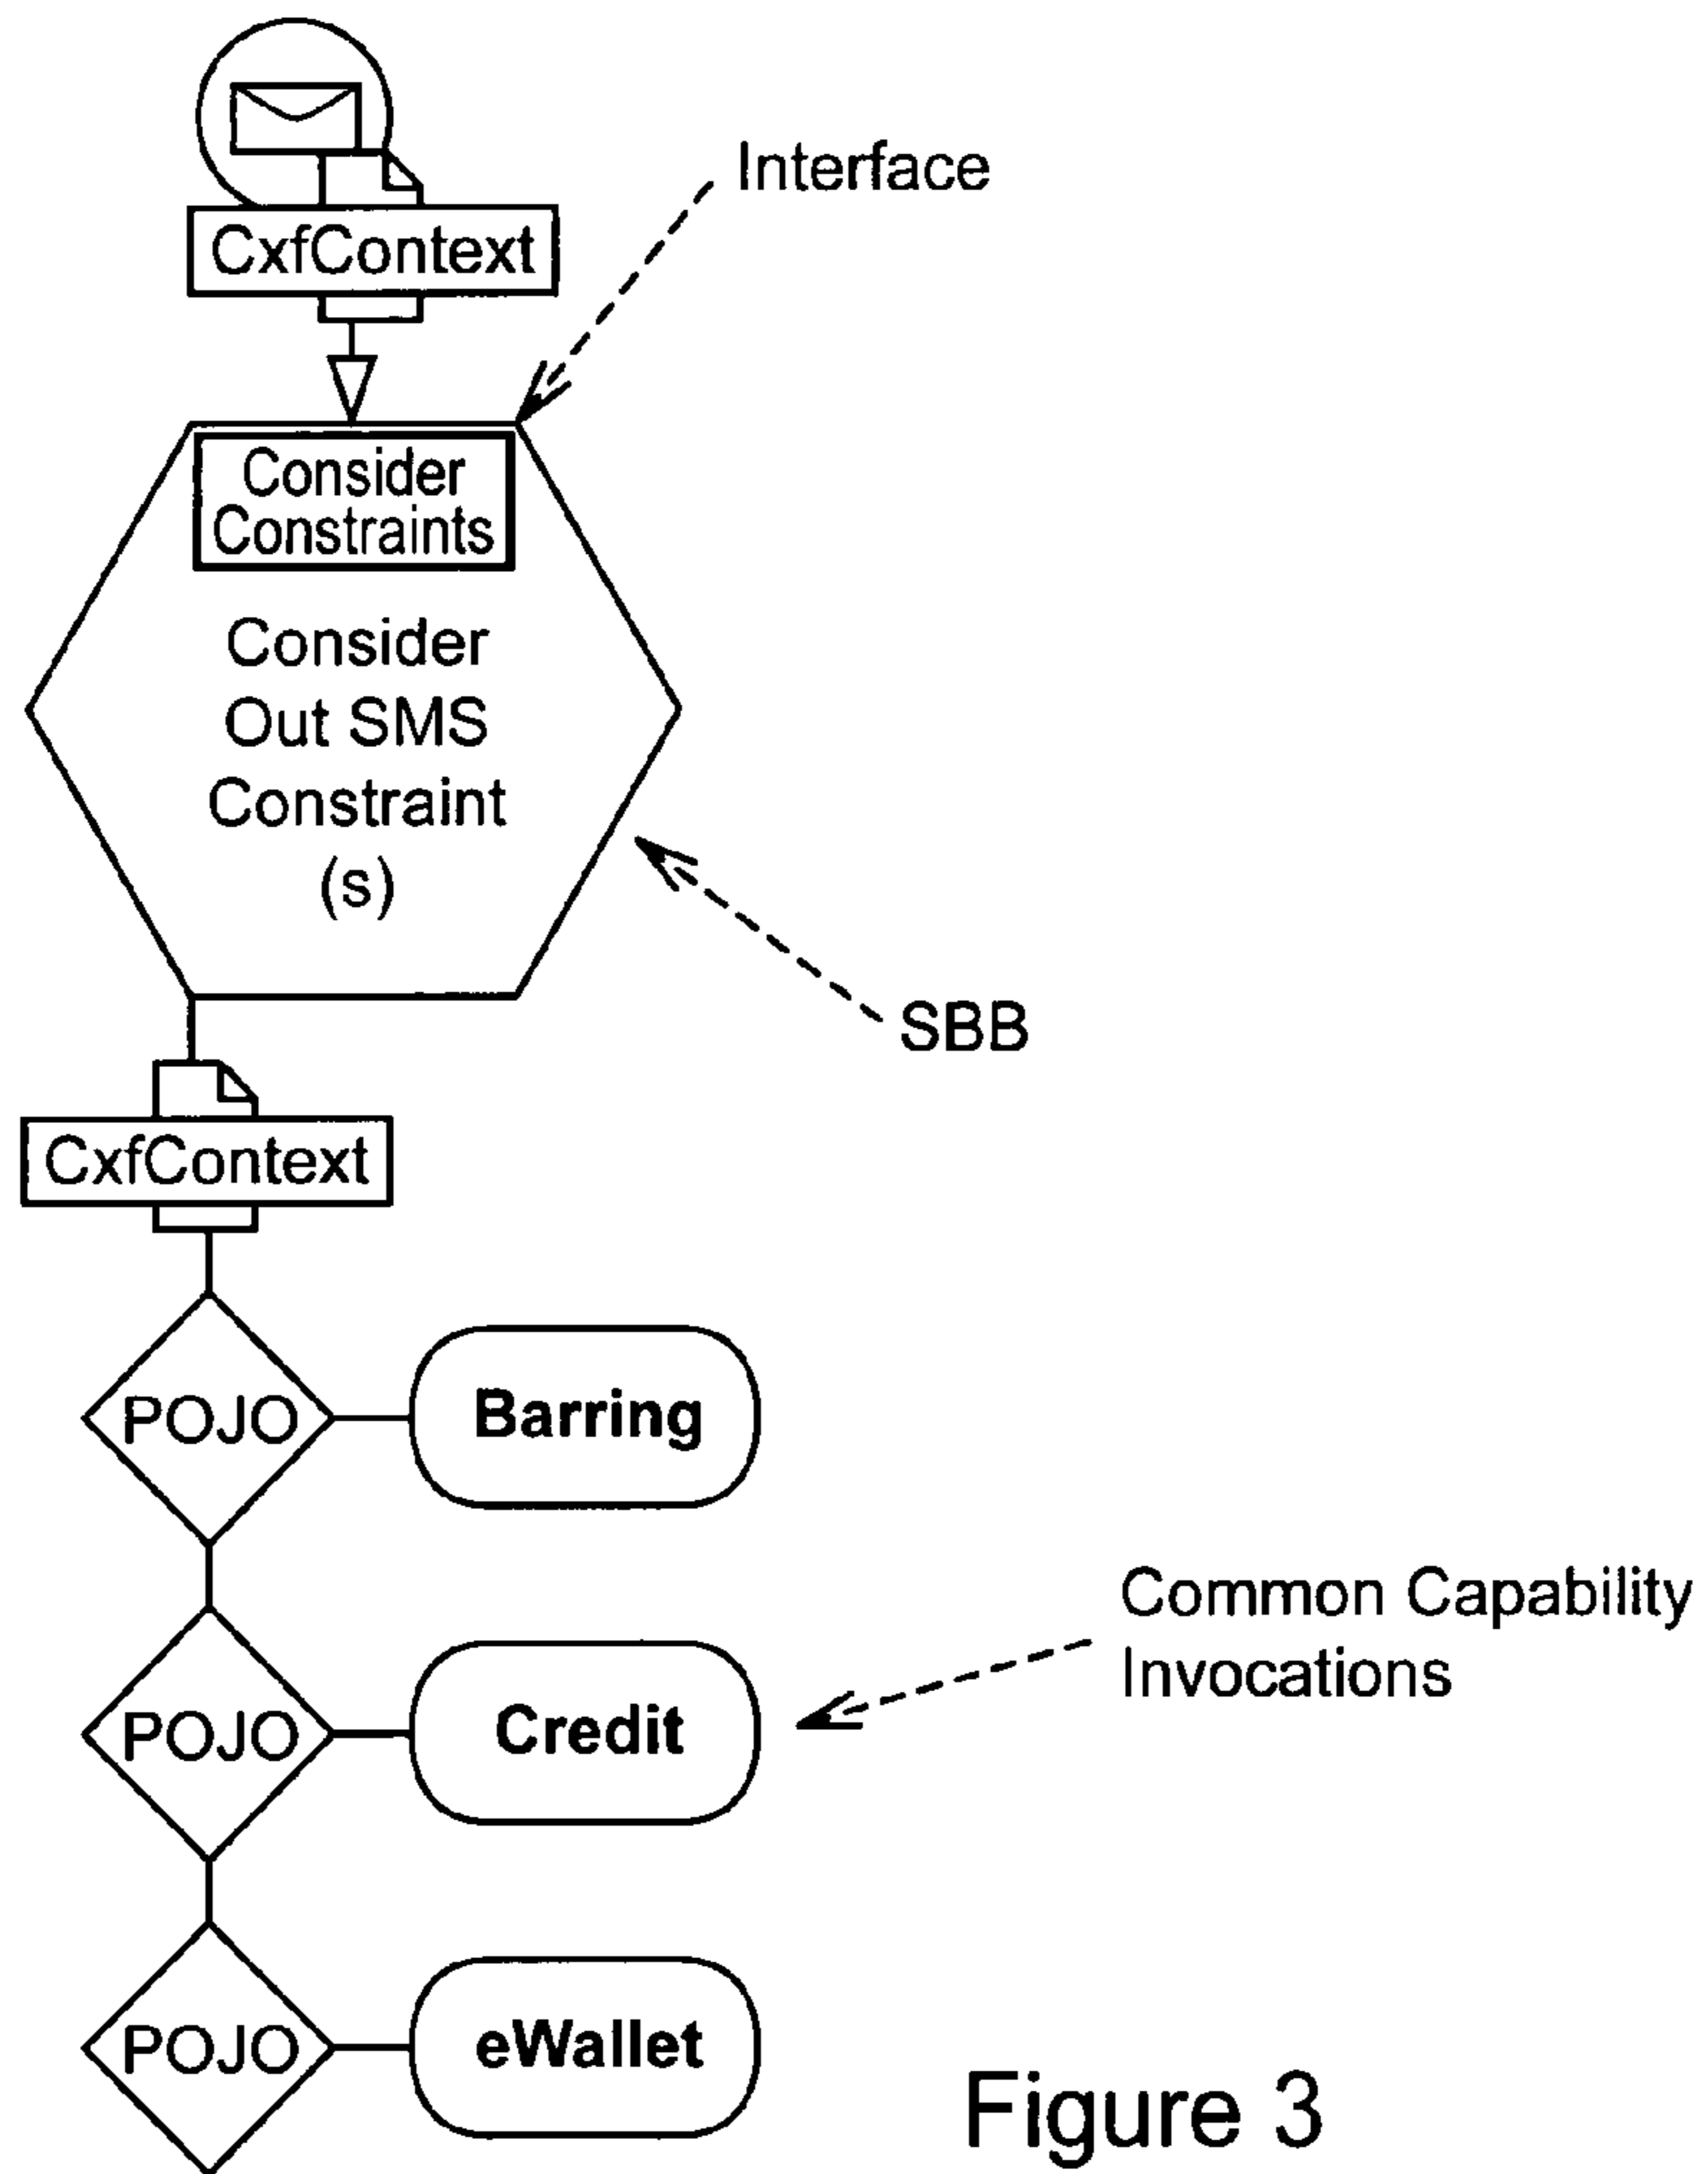 Interface
CxfContext
Consider
Constraints
Consider
Out SMS
Constraint
(s)
SBB
CxfContext
POJO
Barring
Common Capability
Invocations
POJO
Credit
POJO
eWallet
Figure 3